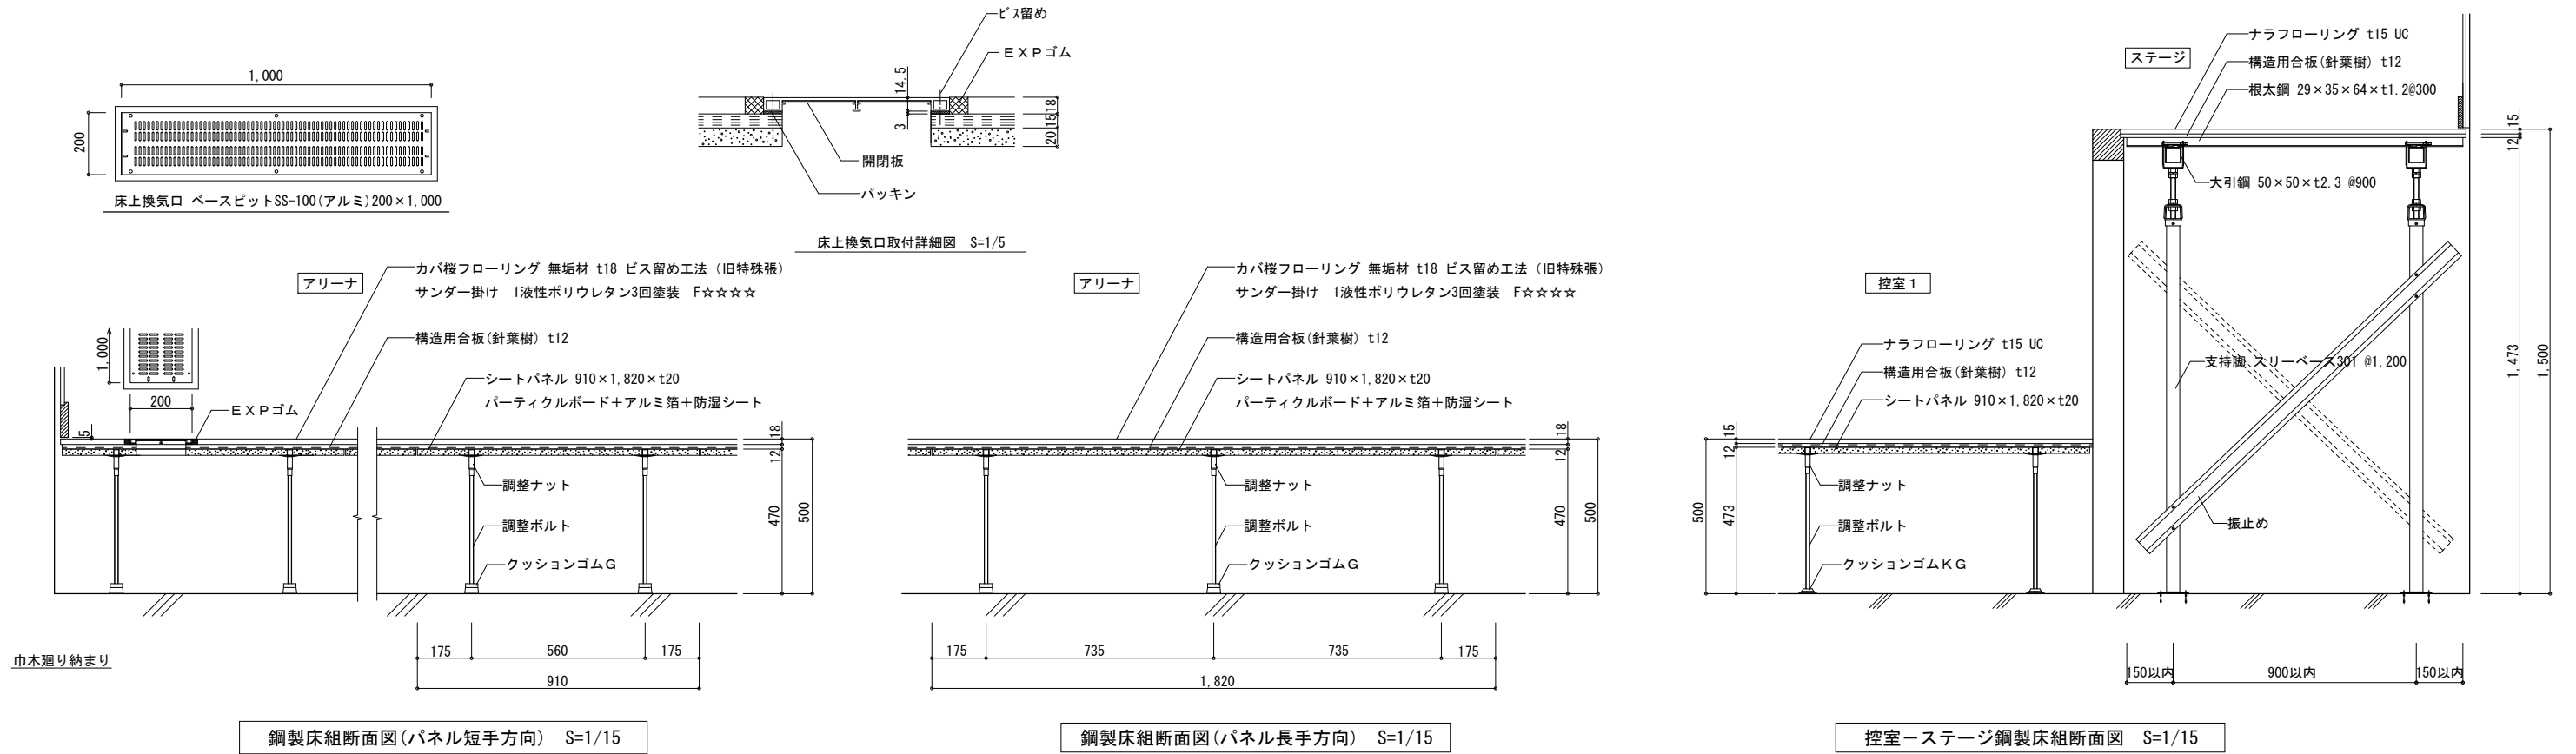 1,000
200
床上換気口 ベースピットSS-100(アルミ)200×1,000
ビス留め
ＥＸＰゴム
14.5
3
18
15
20
開閉板
パッキン
床上換気口取付詳細図 S=1/5
アリーナ
カバ桜フローリング 無垢材 t18 ビス留め工法（旧特殊張）
サンダー掛け 1液性ポリウレタン3回塗装 F☆☆☆☆
構造用合板(針葉樹) t12
シートパネル 910×1,820×t20
パーティクルボード＋アルミ箔＋防湿シート
1,000
200
ＥＸＰゴム
5
調整ナット
調整ボルト
クッションゴムＧ
18
12
470
500
175
560
175
910
巾木廻り納まり
鋼製床組断面図(パネル短手方向) S=1/15
アリーナ
カバ桜フローリング 無垢材 t18 ビス留め工法（旧特殊張）
サンダー掛け 1液性ポリウレタン3回塗装 F☆☆☆☆
構造用合板(針葉樹) t12
シートパネル 910×1,820×t20
パーティクルボード＋アルミ箔＋防湿シート
調整ナット
調整ボルト
クッションゴムＧ
18
12
470
500
175
735
735
175
1,820
鋼製床組断面図(パネル長手方向) S=1/15
ステージ
ナラフローリング t15 UC
構造用合板(針葉樹) t12
根太鋼 29×35×64×t1.2@300
大引鋼 50×50×t2.3 @900
控室１
ナラフローリング t15 UC
構造用合板(針葉樹) t12
シートパネル 910×1,820×t20
支持脚 スリーベース301 @1,200
振止め
調整ナット
調整ボルト
クッションゴムＫＧ
15
12
473
500
15
12
1,473
1,500
150以内
900以内
150以内
控室－ステージ鋼製床組断面図 S=1/15